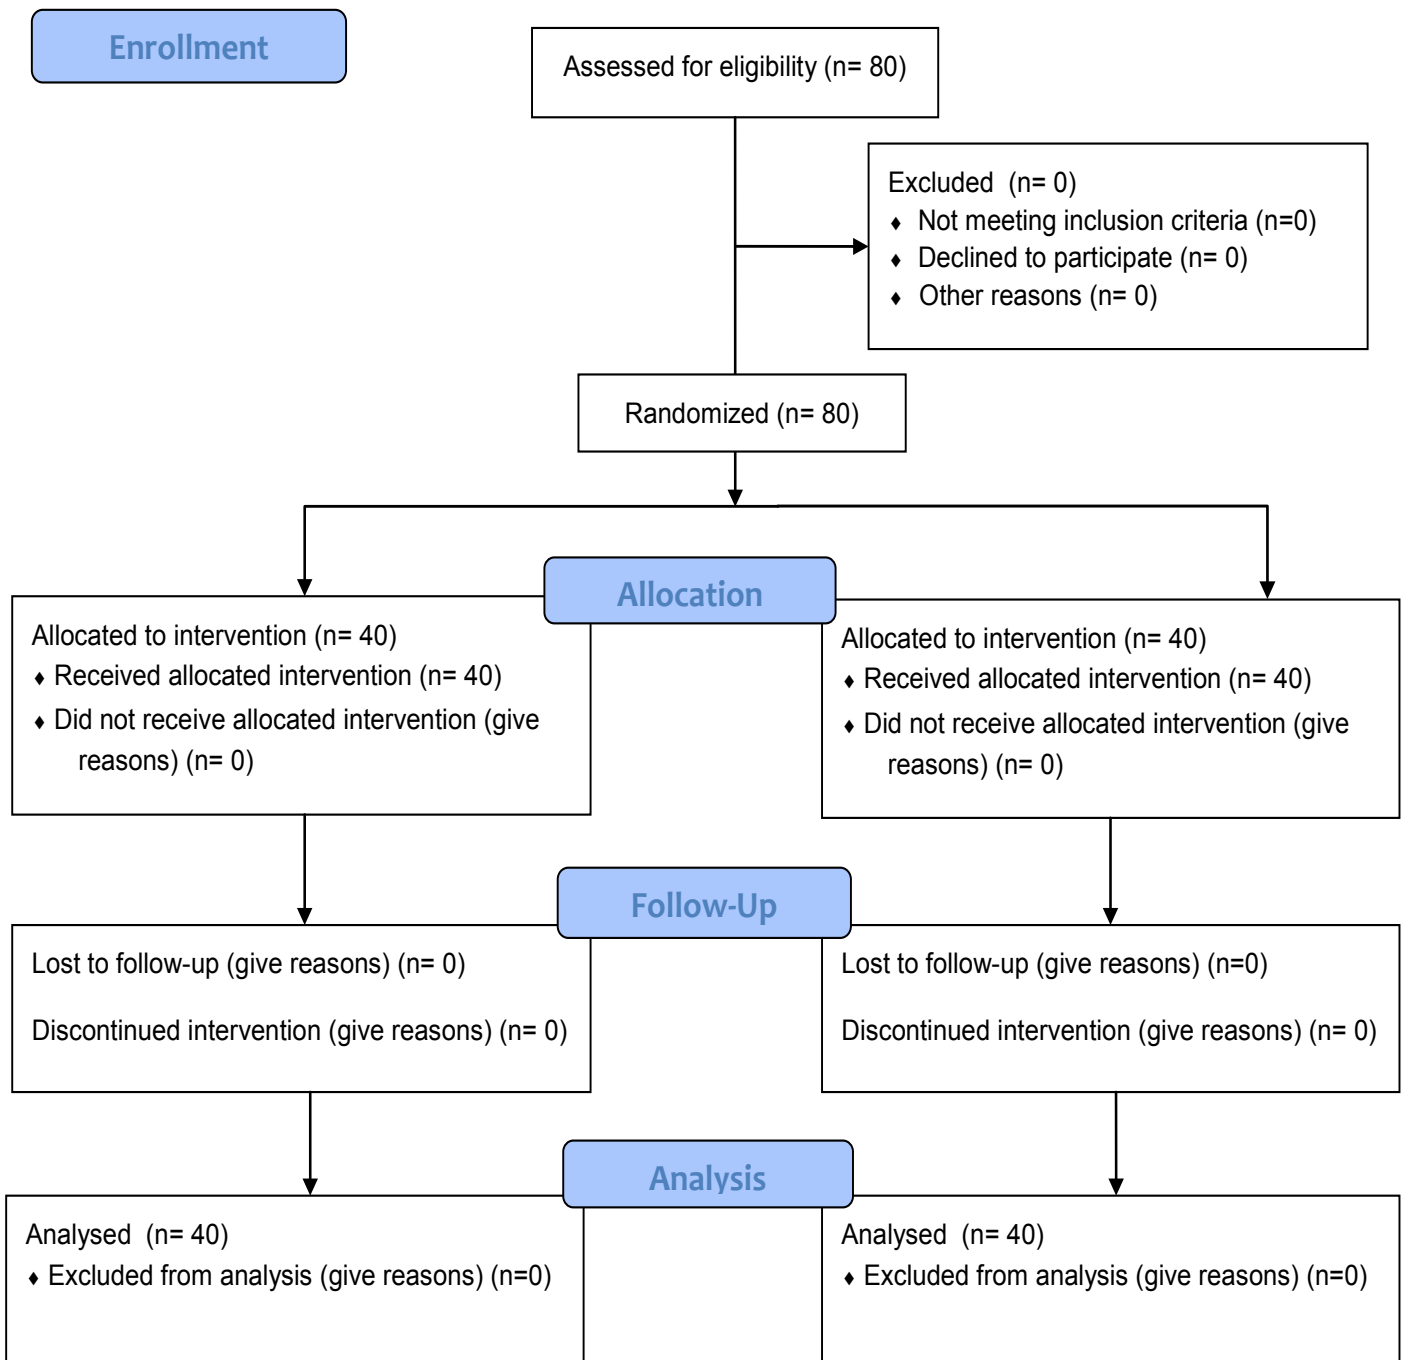 Enrollment
Assessed for eligibility (n= 80)
Excluded  (n= 0)
♦ Not meeting inclusion criteria (n=0)
♦ Declined to participate (n= 0)
♦ Other reasons (n= 0)
Randomized (n= 80)
Allocation
Allocated to intervention (n= 40)
♦ Received allocated intervention (n= 40)
♦ Did not receive allocated intervention (give
reasons) (n= 0)
Allocated to intervention (n= 40)
♦ Received allocated intervention (n= 40)
♦ Did not receive allocated intervention (give
reasons) (n= 0)
Follow-Up
Lost to follow-up (give reasons) (n= 0)
Discontinued intervention (give reasons) (n= 0)
Lost to follow-up (give reasons) (n=0)
Discontinued intervention (give reasons) (n= 0)
Analysis
Analysed  (n= 40)
♦ Excluded from analysis (give reasons) (n=0)
Analysed  (n= 40)
♦ Excluded from analysis (give reasons) (n=0)